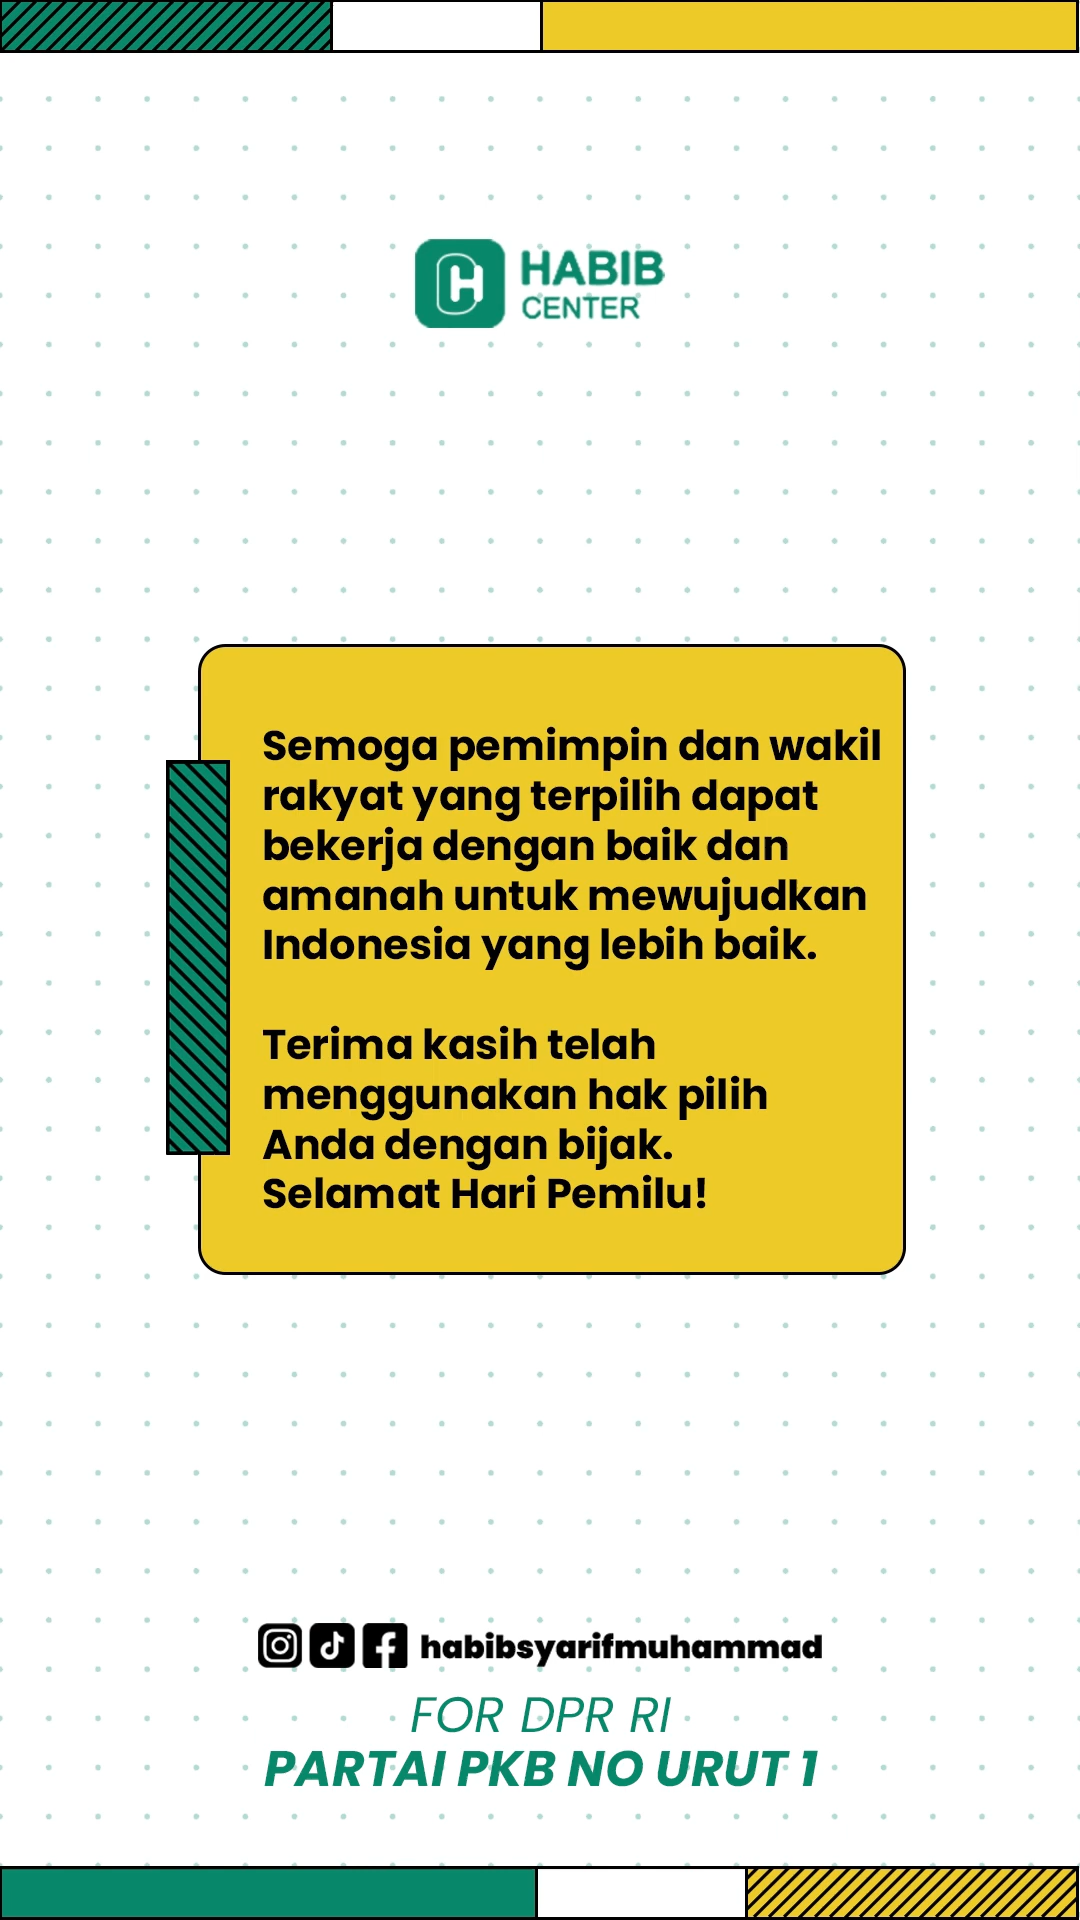 HABIB
CENTER
Semoga pemimpin dan wakil
rakyat yang terpilih dapat
bekerja dengan baik dan
amanah untuk mewujudkan
Indonesia yang lebih baik.
Terima kasih telah
menggunakan hak pilih
Anda dengan bijak.
Selamat Hari Pemilu!
habibsyarifmuhammad
FOR DPR RI
PARTAI PKB NO URUT 1